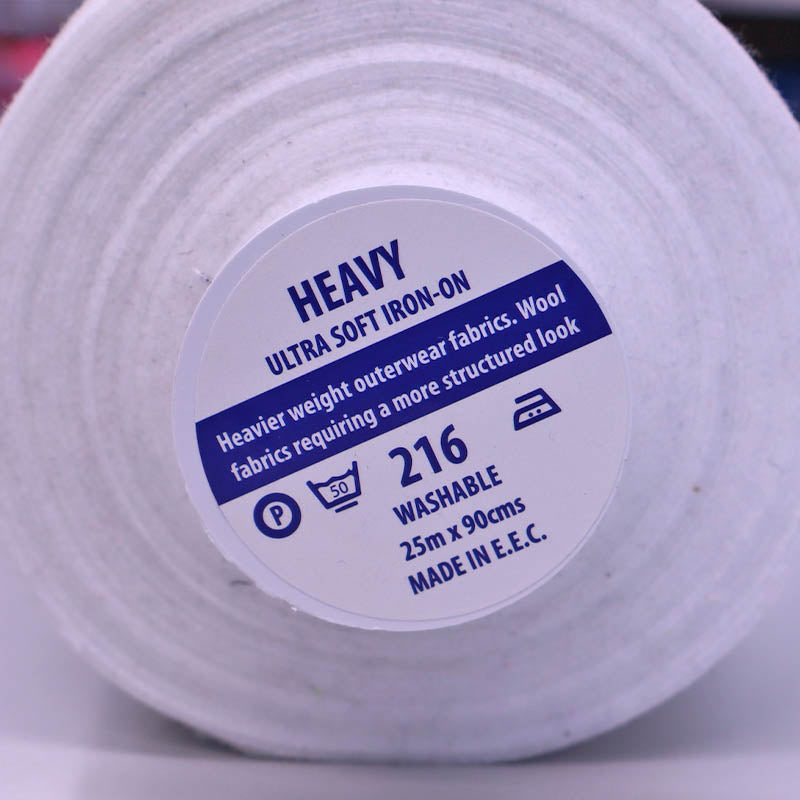 HEAVY
ULTRA SOFT IRON-ON
Heavier weight outerwear fabrics. Wool
fabrics requiring a more structured look
P
50
216
WASHABLE
25m x 90cms
MADE IN E.E.C.